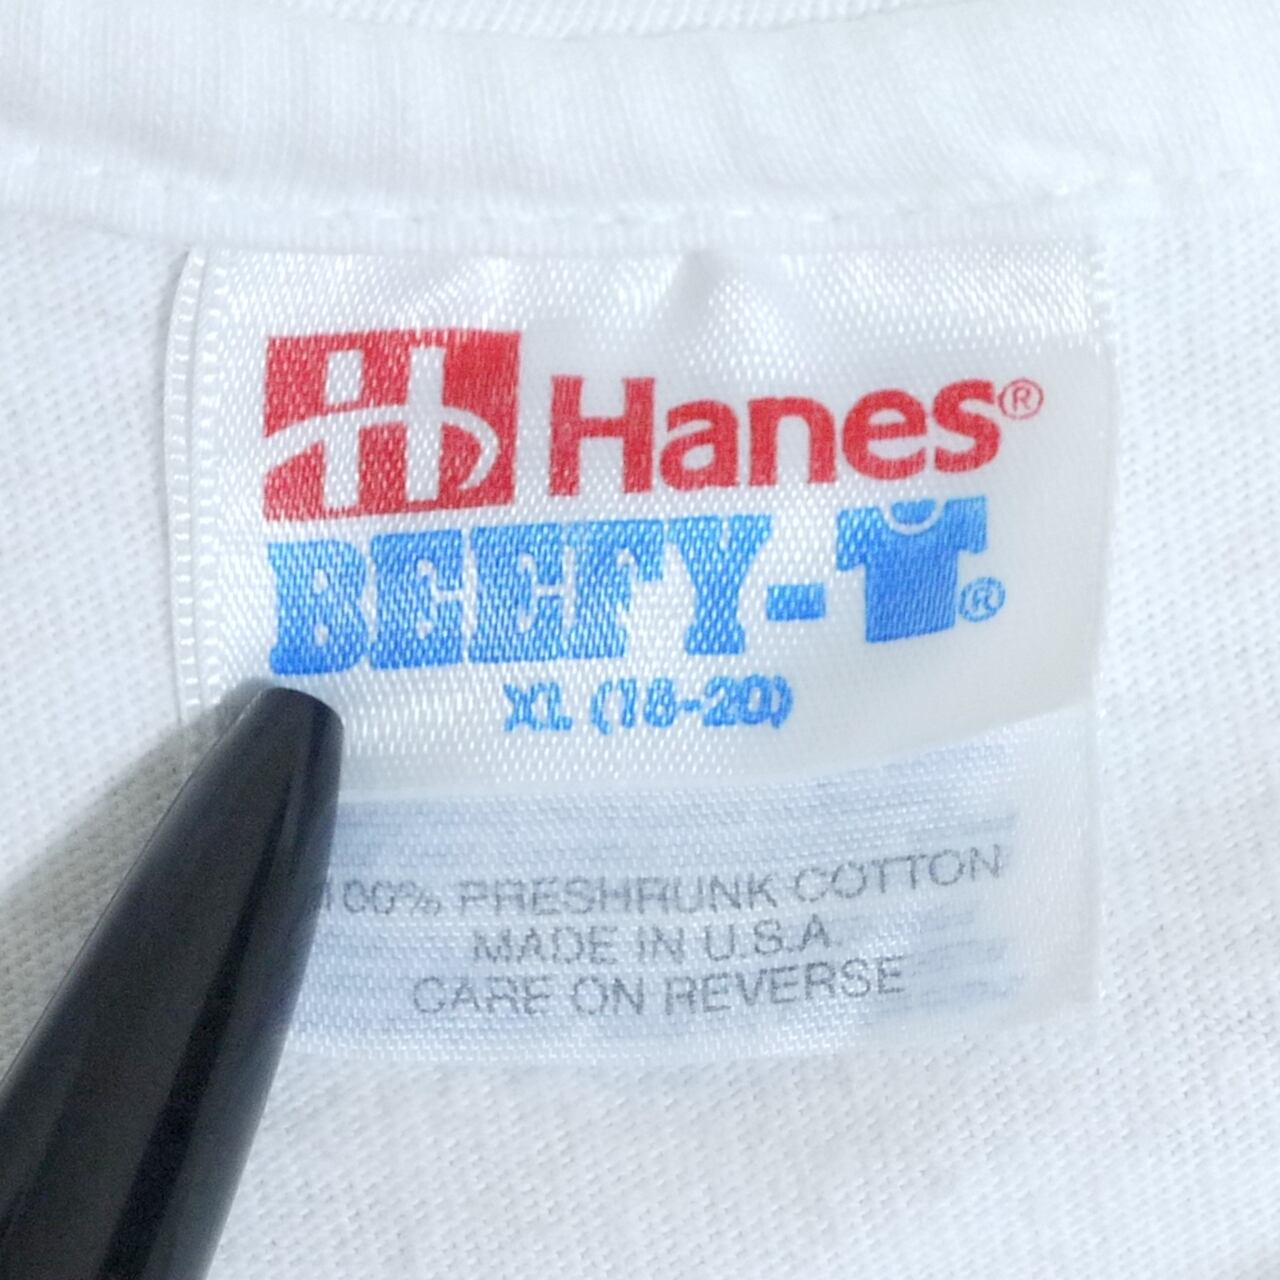 Hanes®
BEEFY-T®
XL (18-20)
100% PRESHRUNK COTTON
MADE IN U.S.A.
CARE ON REVERSE